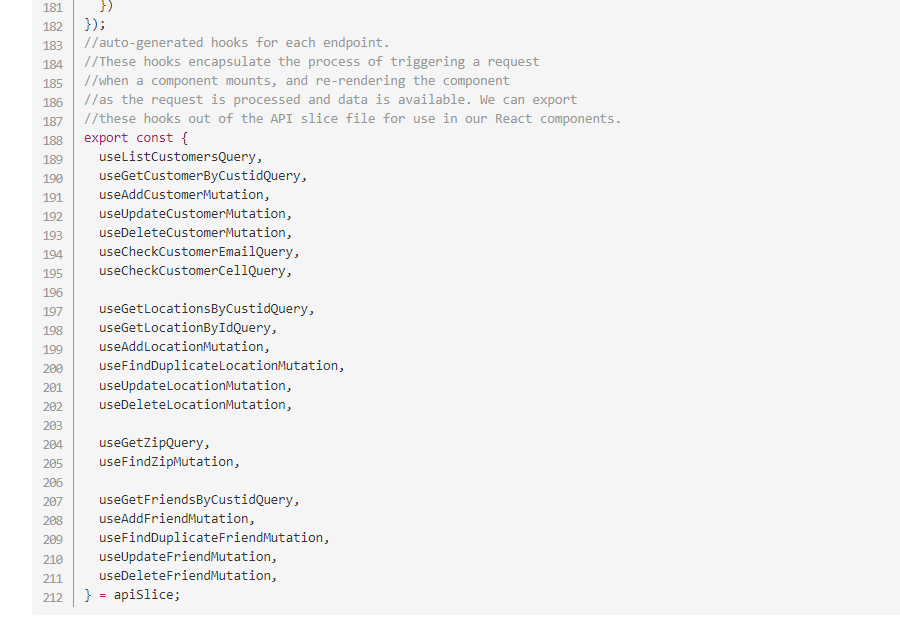 181 })
182 });
183 //auto-generated hooks for each endpoint.
184 //These hooks encapsulate the process of triggering a request
185 //when a component mounts, and re-rendering the component
186 //as the request is processed and data is available. We can export
187 //these hooks out of the API slice file for use in our React components.
188 export const {
189 useListCustomersQuery,
190 useGetCustomerByCustidQuery,
191 useAddCustomerMutation,
192 useUpdateCustomerMutation,
193 useDeleteCustomerMutation,
194 useCheckCustomerEmailQuery,
195 useCheckCustomerCellQuery,
196
197 useGetLocationsByCustidQuery,
198 useGetLocationByIdQuery,
199 useAddLocationMutation,
200 useFindDuplicateLocationMutation,
201 useUpdateLocationMutation,
202 useDeleteLocationMutation,
203
204 useGetZipQuery,
205 useFindZipMutation,
206
207 useGetFriendsByCustidQuery,
208 useAddFriendMutation,
209 useFindDuplicateFriendMutation,
210 useUpdateFriendMutation,
211 useDeleteFriendMutation,
212 } = apiSlice;